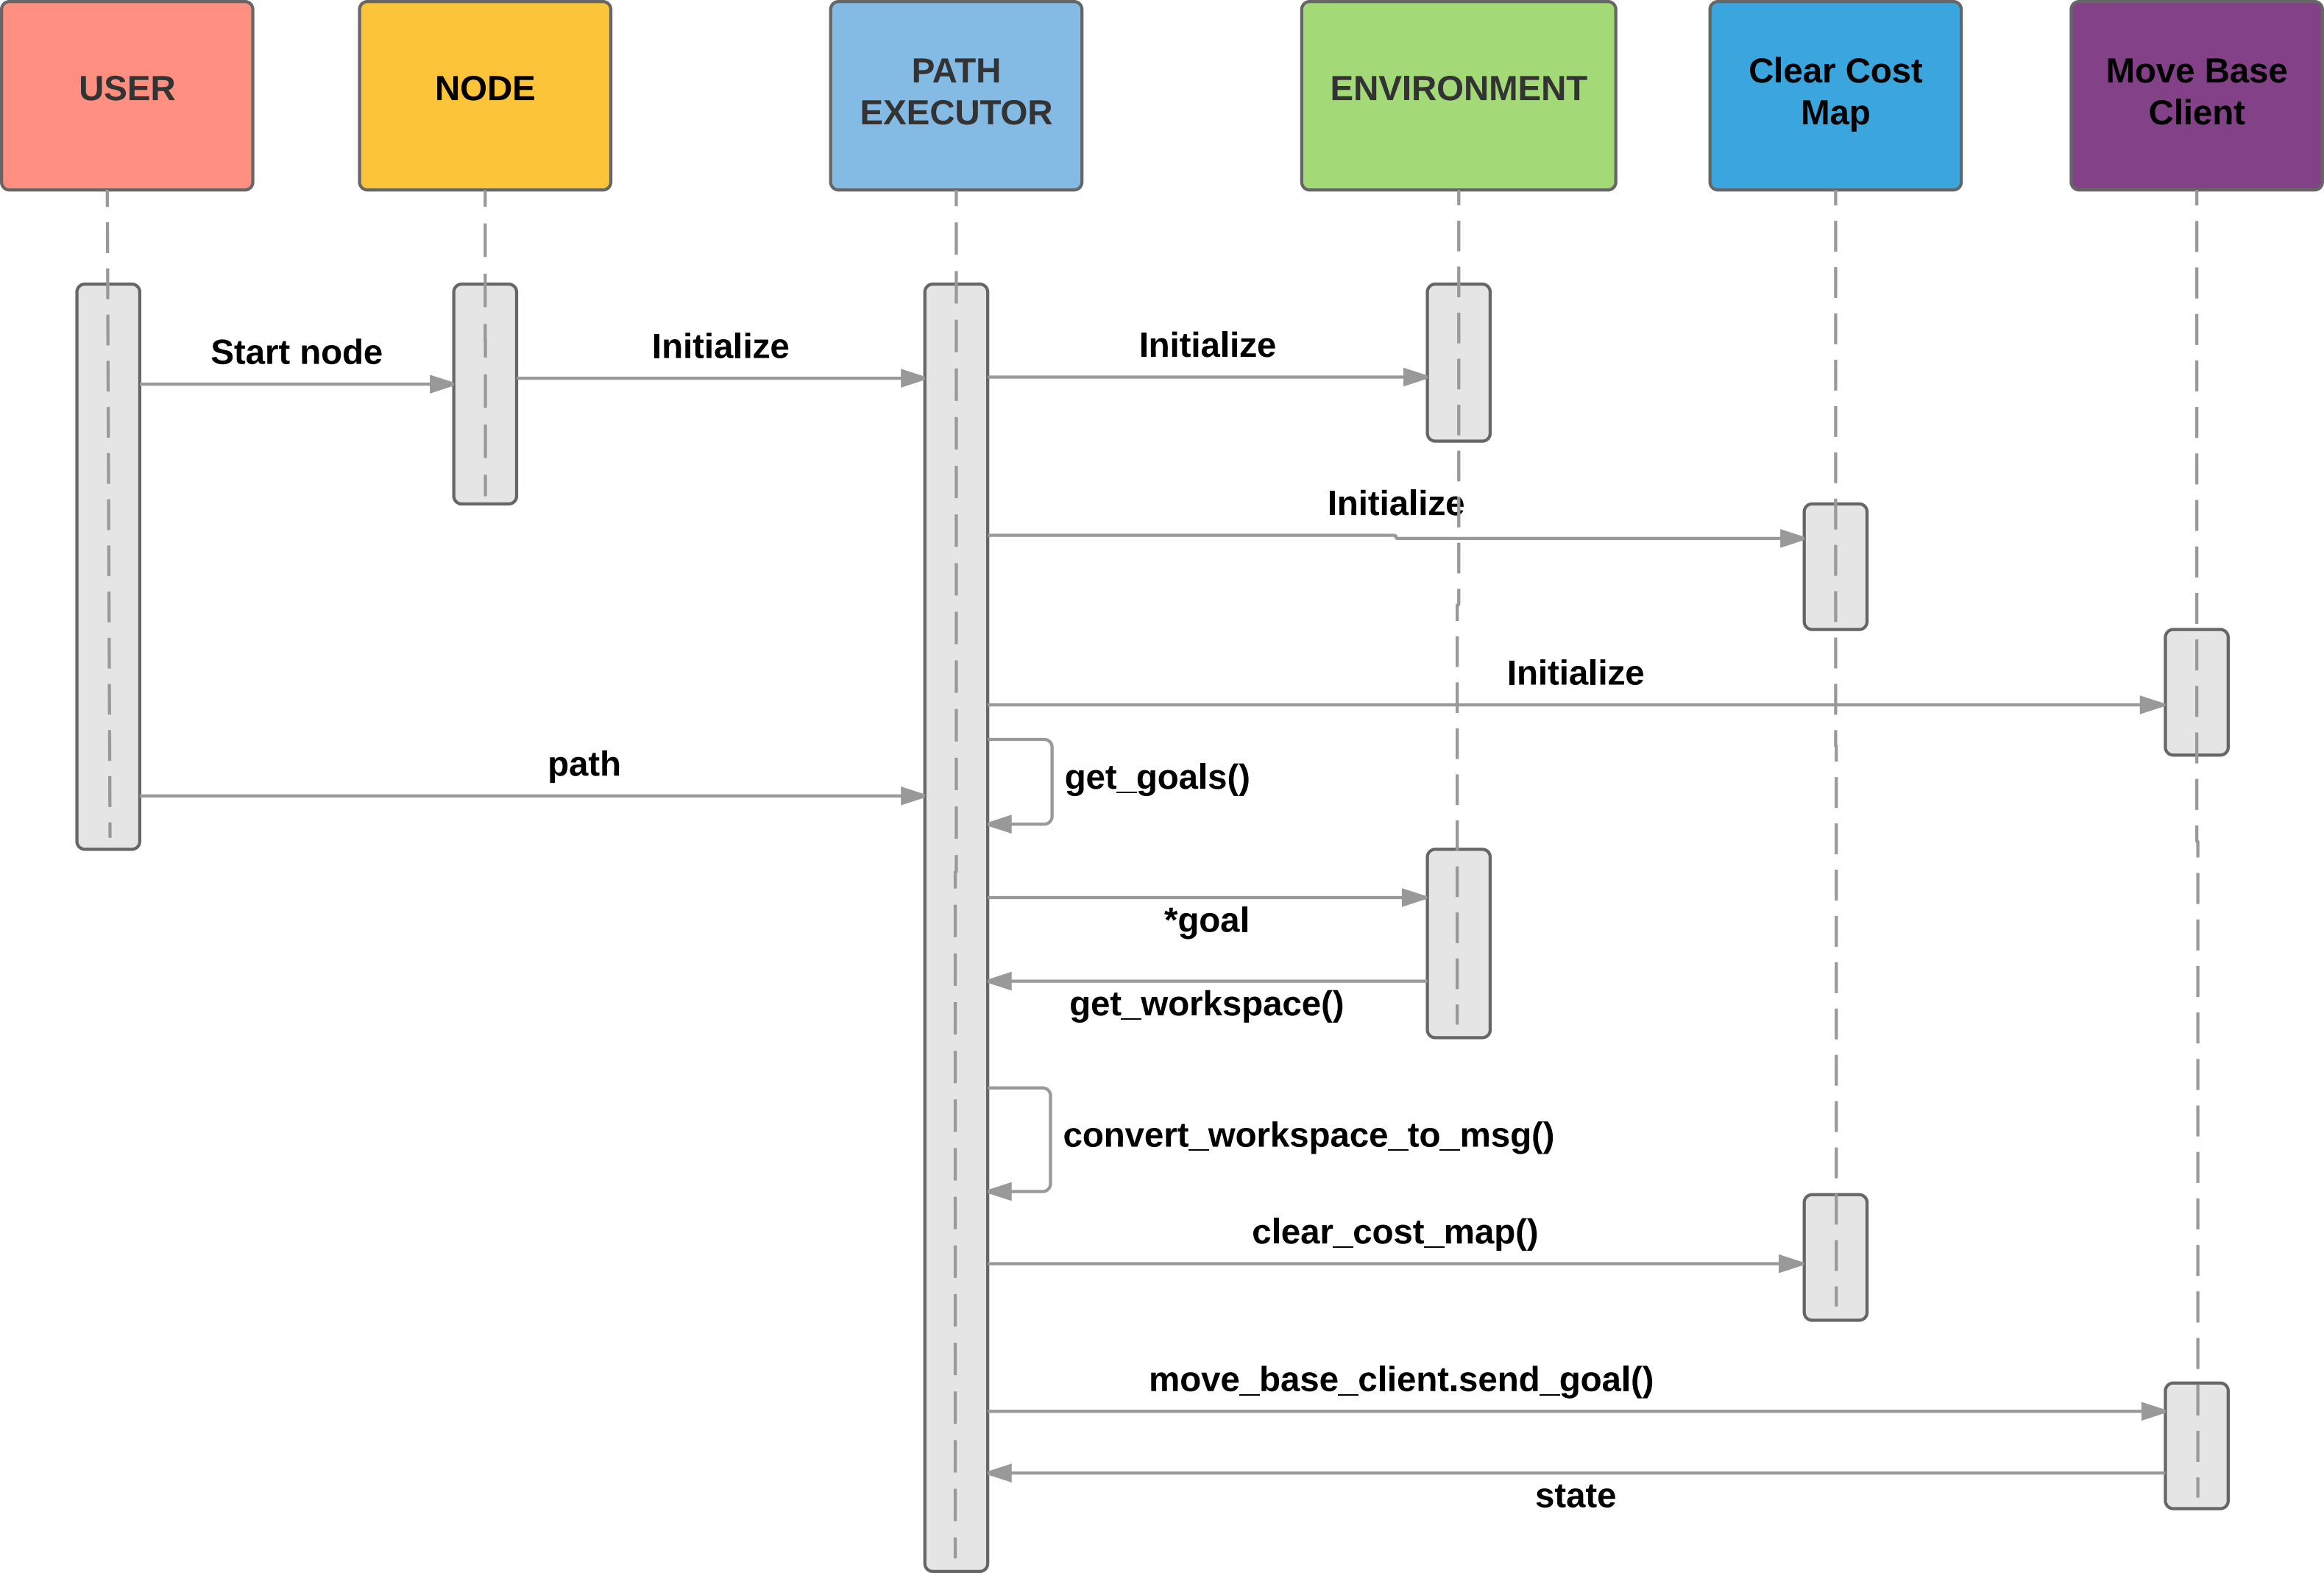 USER
NODE
PATH
EXECUTOR
ENVIRONMENT
Clear Cost
Map
Move Base
Client
Start node
Initialize
Initialize
Initialize
Initialize
path
get_goals()
*goal
get_workspace()
convert_workspace_to_msg()
clear_cost_map()
move_base_client.send_goal()
state